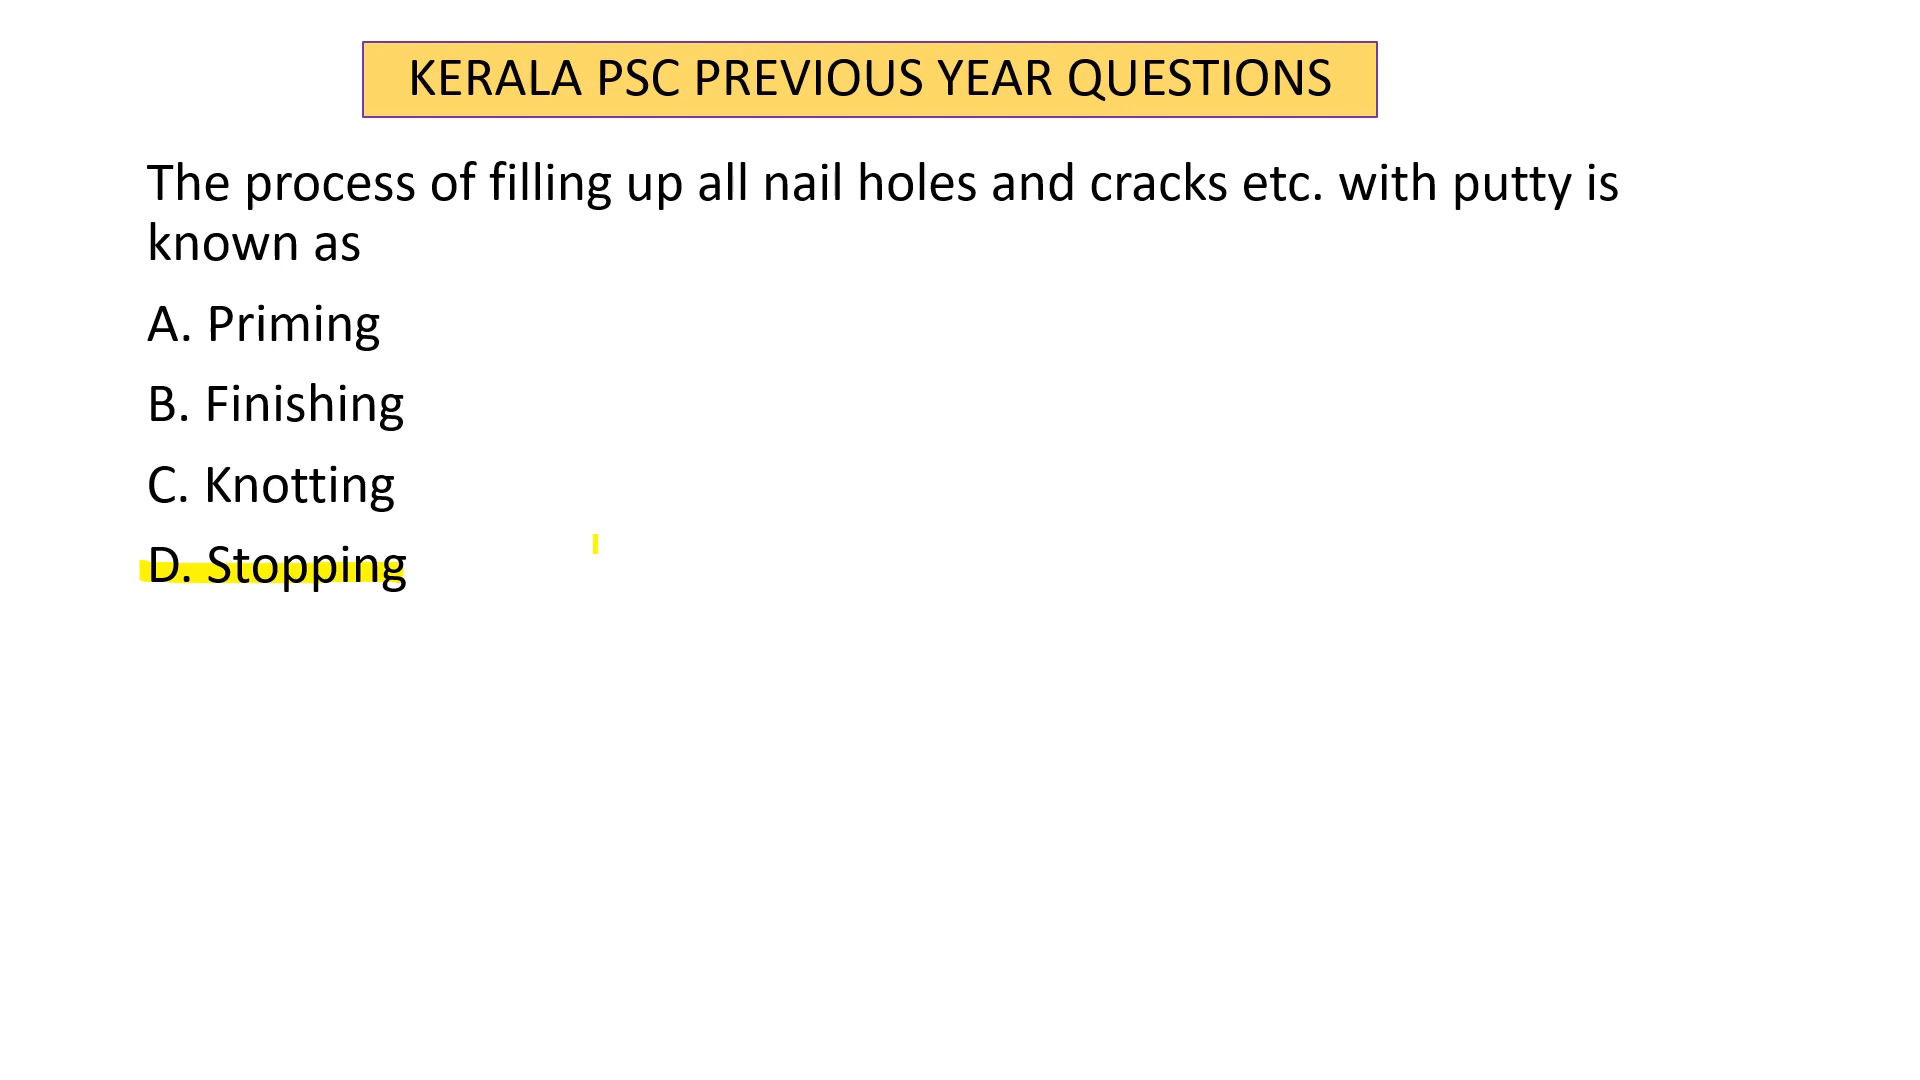 KERALA PSC PREVIOUS YEAR QUESTIONS
The process of filling up all nail holes and cracks etc. with putty is
known as
A. Priming
B. Finishing
C. Knotting
D. Stopping